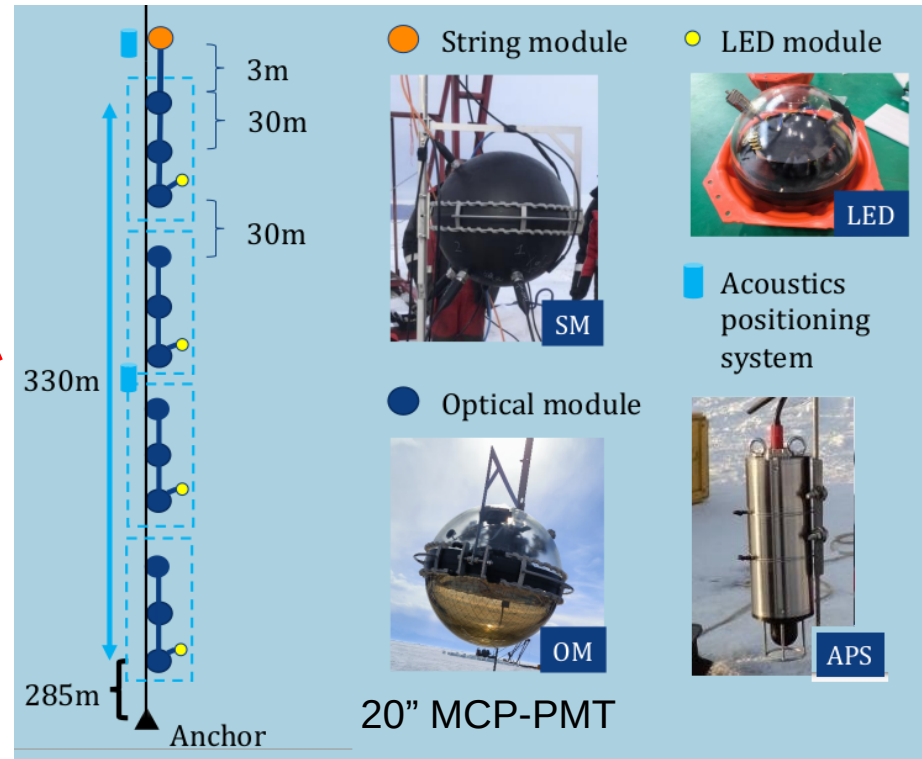 3m
30m
30m
330m
285m
Anchor
String module
SM
Optical module
OM
20” MCP-PMT
LED module
LED
Acoustics
positioning
system
APS